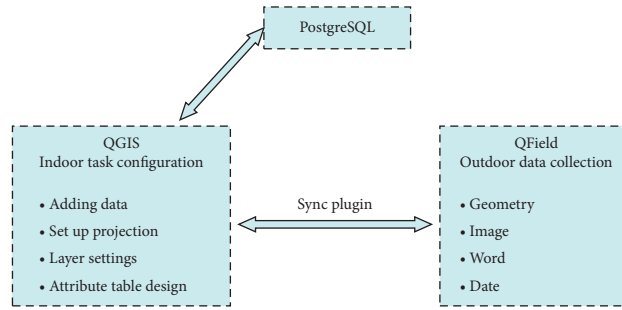 PostgreSQL
QGIS
Indoor task configuration
• Adding data
• Set up projection
• Layer settings
• Attribute table design
Sync plugin
QField
Outdoor data collection
• Geometry
• Image
• Word
• Date